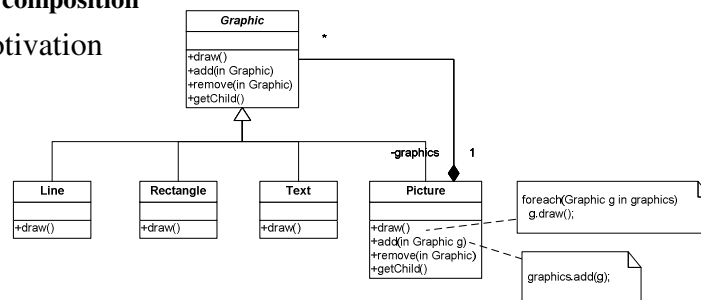 composition
Graphic
*
+draw()
+add(in Graphic)
+remove(in Graphic)
+getChild()
-graphics 1
Line
+draw()
Rectangle
+draw()
Text
+draw()
Picture
+draw()
+add(in Graphic g)
+remove(in Graphic)
+getChild()
foreach(Graphic g in graphics)
g.draw();
graphics.add(g);